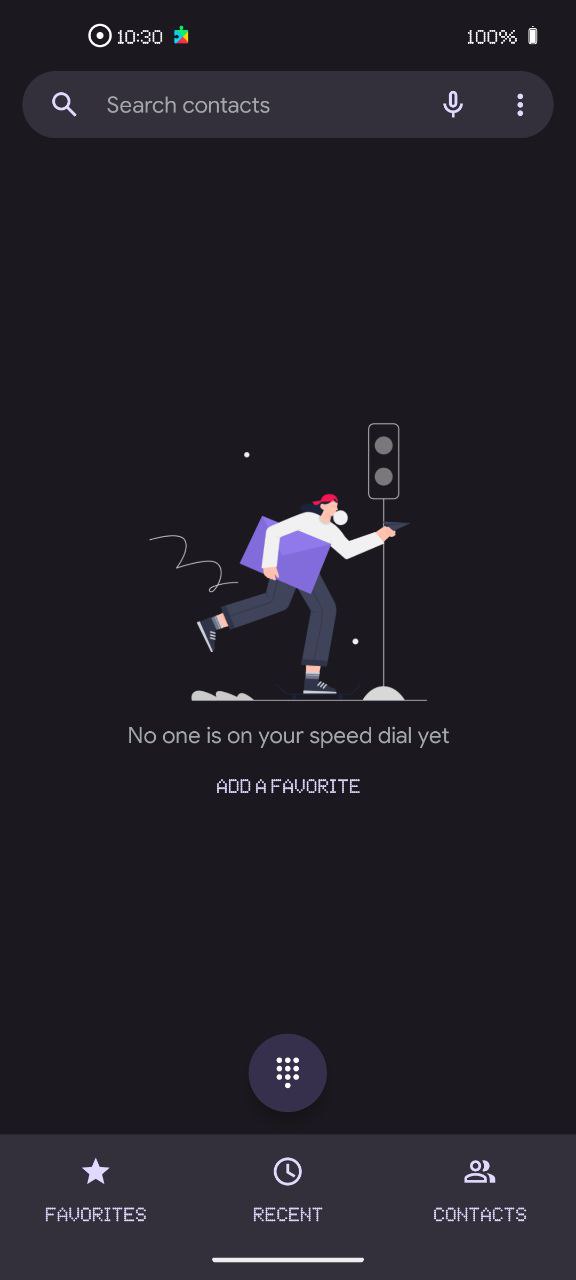 10:30
100%
Search contacts
No one is on your speed dial yet
ADD A FAVORITE
FAVORITES
RECENT
CONTACTS